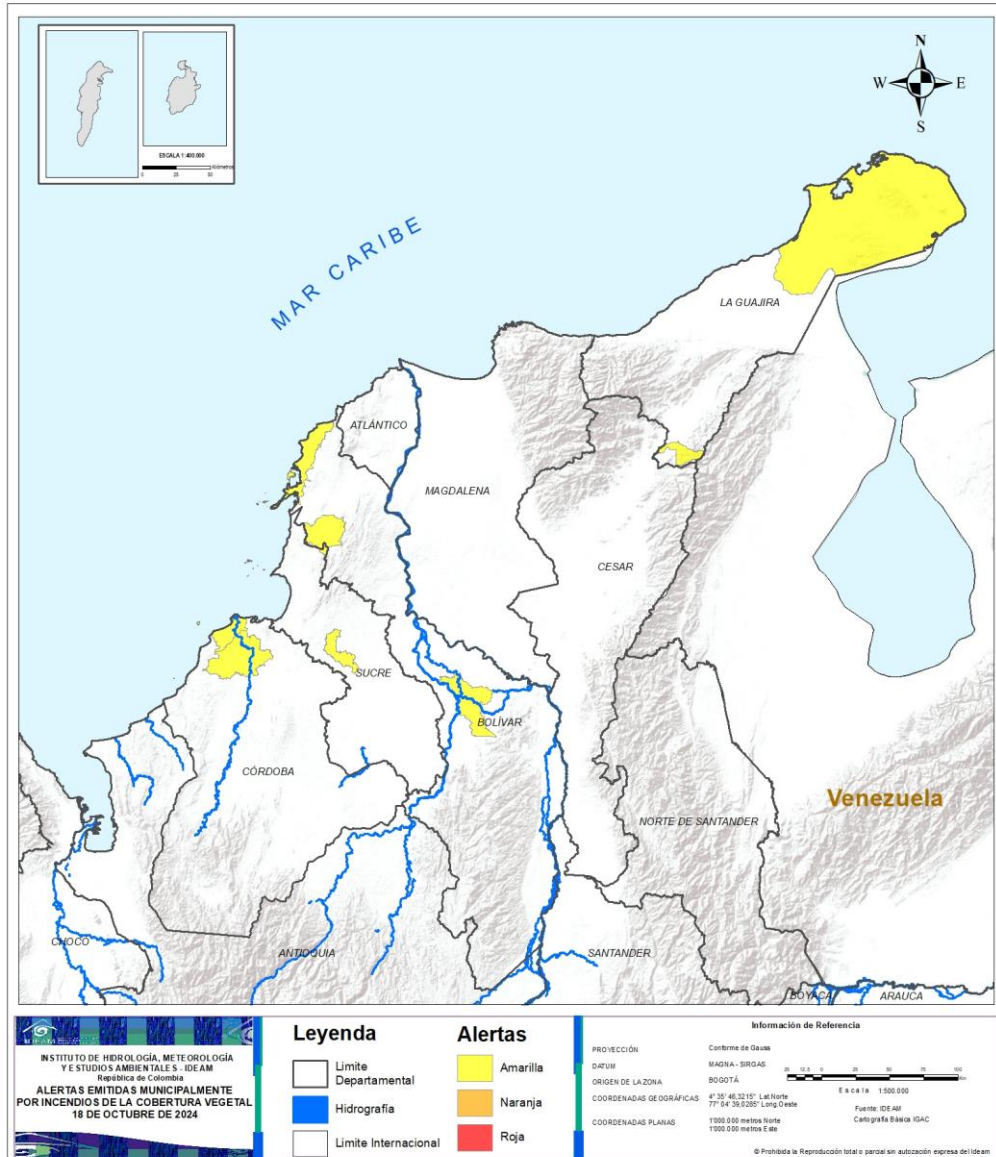 ESCALA 1:400.000
Kilómetros
N
W
E
S
MAR CARIBE
LA GUAJIRA
ATLÁNTICO
MAGDALENA
CESAR
SUCRE
BOLÍVAR
CÓRDOBA
Venezuela
NORTE DE SANTANDER
CHOCO
ANTIOQUIA
SANTANDER
BOYACA
ARAUCA
IDEAM
INSTITUTO DE HIDROLOGÍA, METEOROLOGÍA
Y ESTUDIOS AMBIENTALES - IDEAM
República de Colombia
ALERTAS EMITIDAS MUNICIPALMENTE
POR INCENDIOS DE LA COBERTURA VEGETAL
18 DE OCTUBRE DE 2024
Leyenda
Limite
Departamental
Hidrografía
Limite Internacional
Alertas
Amarilla
Naranja
Roja
Información de Referencia
PROYECCIÓN
Conforme de Gauss
DATUM
MAGNA - SIRGAS
ORIGEN DE LA ZONA
BOGOTÁ
COORDENADAS GEOGRÁFICAS
4° 35' 46,3215" Lat.Norte
77° 04' 39,0285" Long.Oeste
COORDENADAS PLANAS
1'000.000 metros Norte
1'000.000 metros Este
Escala 1:500.000
Fuente: IDEAM
Cartografía Básica IGAC
© Prohibida la Reproducción total o parcial sin autozación expresa del Ideam